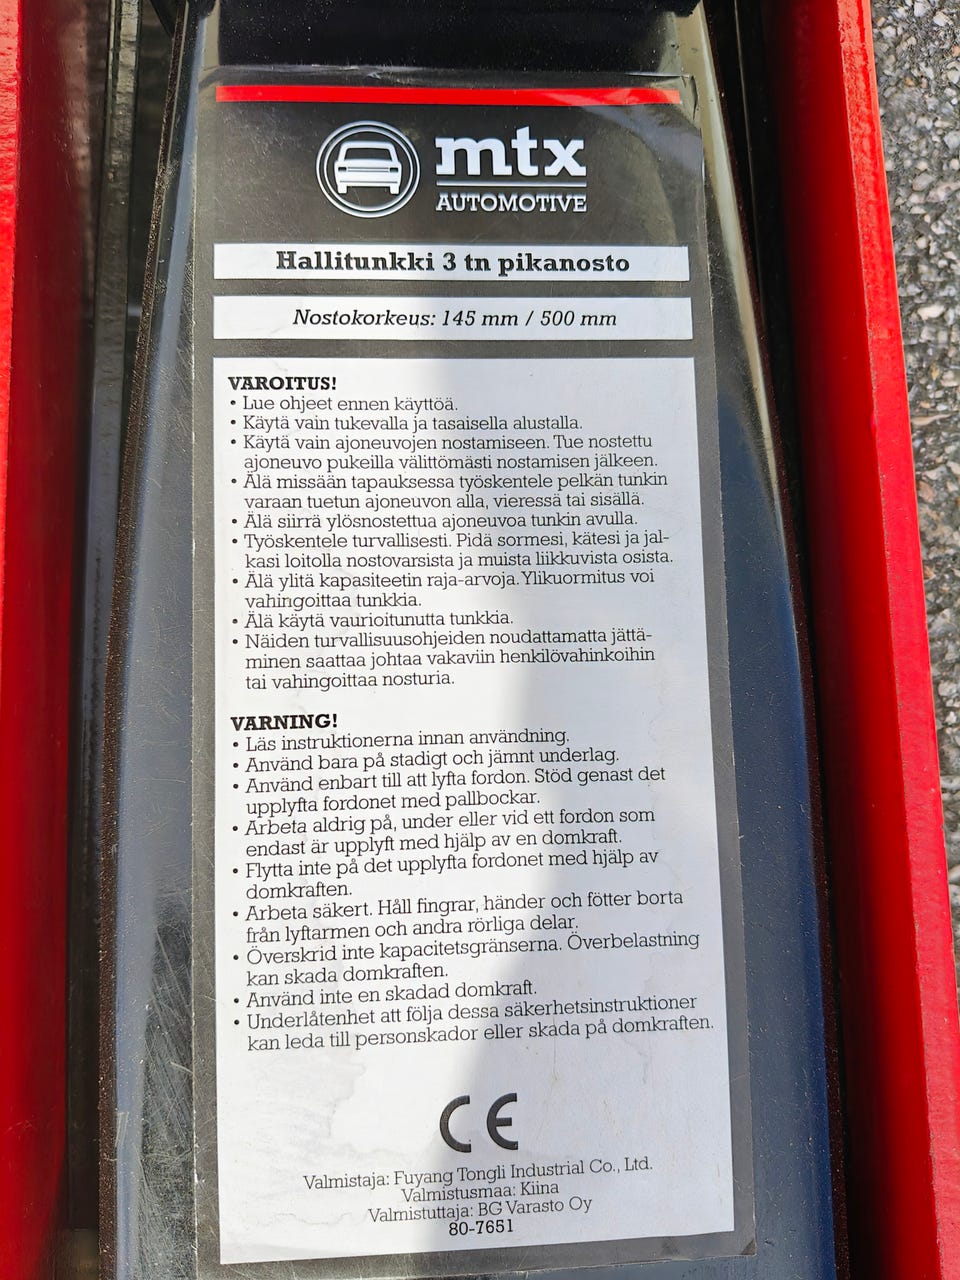 mtx
AUTOMOTIVE
Hallitunkki 3 tn pikanosto
Nostokorkeus: 145 mm / 500 mm
VAROITUS!
• Lue ohjeet ennen käyttöä.
• Käytä vain tukevalla ja tasaisella alustalla.
• Käytä vain ajoneuvojen nostamiseen. Tue nostettu
ajoneuvo pukeilla välittömästi nostamisen jälkeen.
• Älä missään tapauksessa työskentele pelkän tunkin
varaan tuetun ajoneuvon alla, vieressä tai sisällä.
• Älä siirrä ylösnostettua ajoneuvoa tunkin avulla.
• Työskentele turvallisesti. Pidä sormesi, kätesi ja jal-
kasi loitolla nostovarsista ja muista liikkuvista osista.
• Älä ylitä kapasiteetin raja-arvoja. Ylikuormitus voi
vahingoittaa tunkkia.
• Älä käytä vaurioitunutta tunkkia.
• Näiden turvallisuusohjeiden noudattamatta jättä-
minen saattaa johtaa vakaviin henkilövahinkoihin
tai vahingoittaa nosturia.
VARNING!
• Läs instruktionerna innan användning.
• Använd bara på stadigt och jämnt underlag.
• Använd enbart till att lyfta fordon. Stöd genast det
upplyfta fordonet med pallbockar.
• Arbeta aldrig på, under eller vid ett fordon som
endast är upplyft med hjälp av en domkraft.
• Flytta inte på det upplyfta fordonet med hjälp av
domkraften.
• Arbeta säkert. Håll fingrar, händer och fötter borta
från lyftarmen och andra rörliga delar.
• Överskrid inte kapacitetsgränserna. Överbelastning
kan skada domkraften.
• Använd inte en skadad domkraft.
• Underlåtenhet att följa dessa säkerhetsinstruktioner
kan leda till personskador eller skada på domkraften.
CE
Valmistaja: Fuyang Tongli Industrial Co., Ltd.
Valmistusmaa: Kiina
Valmistuttaja: BG Varasto Oy
80-7651